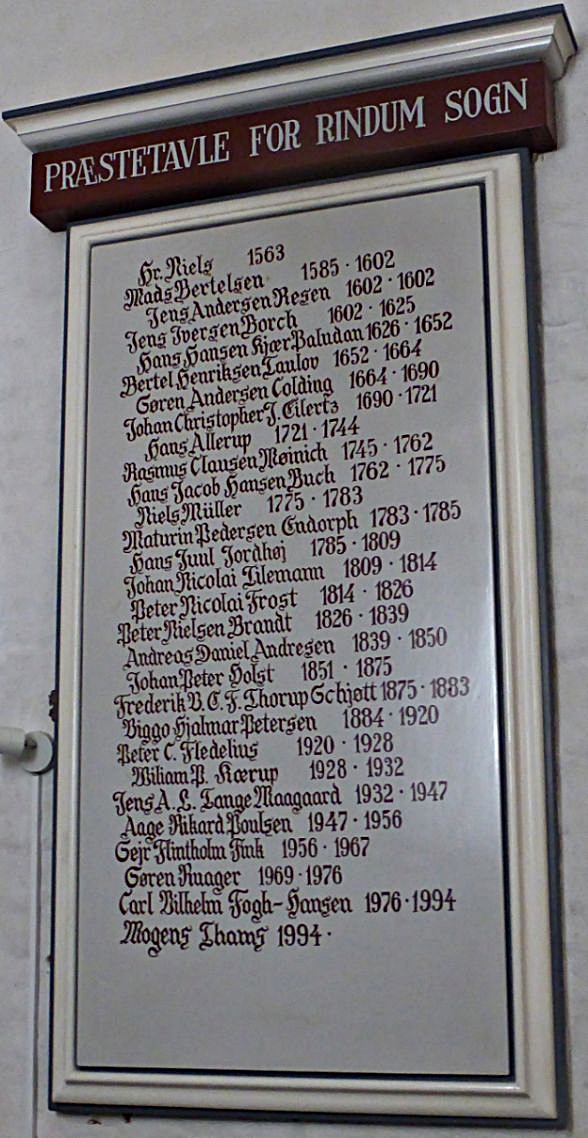 PRÆSTETAVLE FOR RINDUM SOGN
Hr. Niels 1563
Mads Bertelsen 1585 · 1602
Jens Andersen Resen 1602 · 1602
Jens Iversen Borch 1602 · 1625
Hans Hansen Kjær Paludan 1626 · 1652
Bertel Henriksen Taulov 1652 · 1664
Søren Andersen Colding 1664 · 1690
Johan Christopher J. Eilertz 1690 · 1721
Hans Allerup 1721 · 1744
Rasmus Clausen Møinich 1745 · 1762
Hans Jacob Hansen Buch 1762 · 1775
Niels Müller 1775 · 1783
Maturin Pedersen Endorph 1783 · 1785
Hans Juul Jordhøj 1785 · 1809
Johan Nicolai Tilemann 1809 · 1814
Peter Nicolai Frost 1814 · 1826
Peter Nielsen Brandt 1826 · 1839
Andreas Daniel Andresen 1839 · 1850
Johan Peter Holst 1851 · 1875
Frederik V. C. F. Thorup Schjøtt 1875 · 1883
Viggo Hjalmar Petersen 1884 · 1920
Peter C. Fledelius 1920 · 1928
Wiliam P. Kærup 1928 · 1932
Jens A. L. Tange Maagaard 1932 · 1947
Aage Rikard Poulsen 1947 · 1956
Sejr Flintholm Fink 1956 · 1967
Søren Ruager 1969 · 1976
Carl Vilhelm Fogh-Hansen 1976 · 1994
Mogens Thams 1994 ·